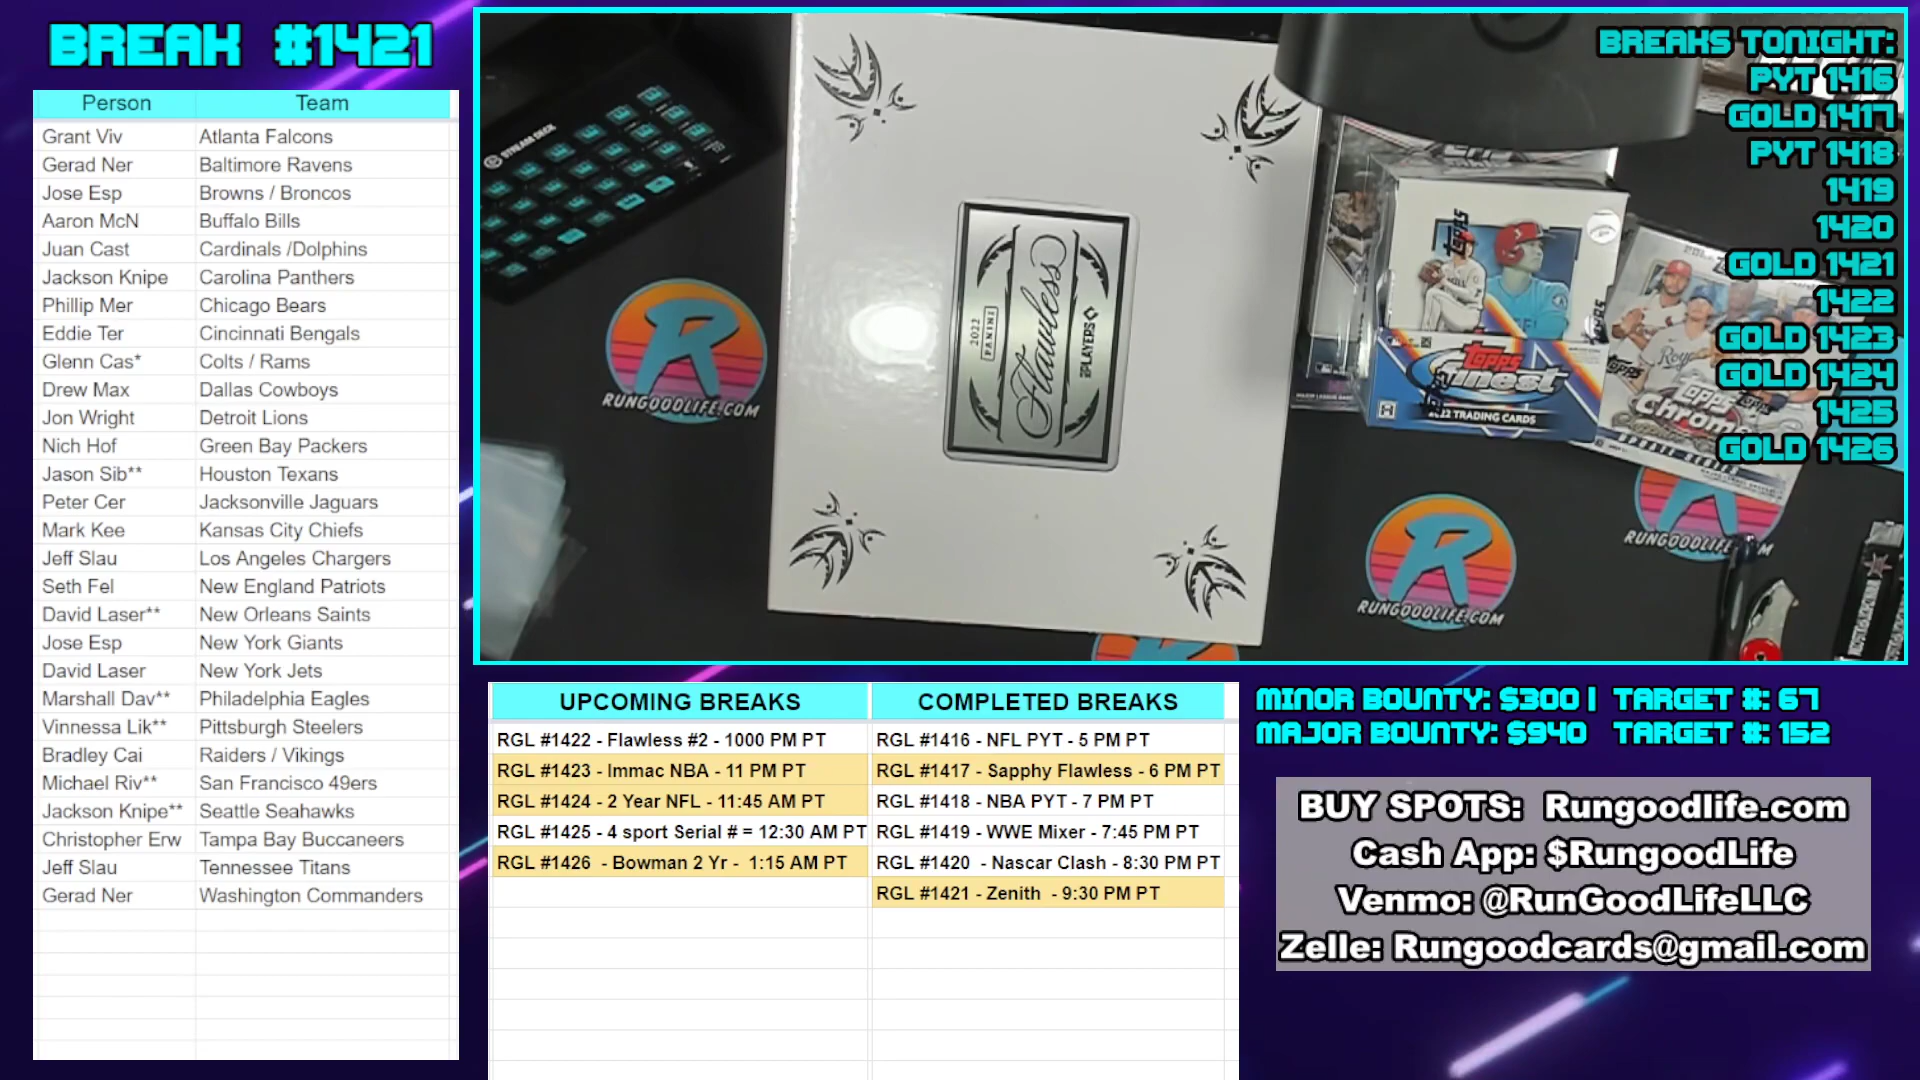 BREAK #1421
Person Team
Grant Viv Atlanta Falcons
Gerad Ner Baltimore Ravens
Jose Esp Browns / Broncos
Aaron McN Buffalo Bills
Juan Cast Cardinals /Dolphins
Jackson Knipe Carolina Panthers
Phillip Mer Chicago Bears
Eddie Ter Cincinnati Bengals
Glenn Cas* Colts / Rams
Drew Max Dallas Cowboys
Jon Wright Detroit Lions
Nich Hof Green Bay Packers
Jason Sib** Houston Texans
Peter Cer Jacksonville Jaguars
Mark Kee Kansas City Chiefs
Jeff Slau Los Angeles Chargers
Seth Fel New England Patriots
David Laser** New Orleans Saints
Jose Esp New York Giants
David Laser New York Jets
Marshall Dav** Philadelphia Eagles
Vinnessa Lik** Pittsburgh Steelers
Bradley Cai Raiders / Vikings
Michael Riv** San Francisco 49ers
Jackson Knipe** Seattle Seahawks
Christopher Erw Tampa Bay Buccaneers
Jeff Slau Tennessee Titans
Gerad Ner Washington Commanders
STREAM DECK
RUNGOODLIFE.COM
2022
PANINI
Flawless
PLAYERS
Topps
Finest
TRADING CARDS
Topps
Chrome
Royals
RUNGOODLIFE.COM
RUNGOODLIFE.COM
BREAKS TONIGHT:
PYT 1416
GOLD 1417
PYT 1418
1419
1420
GOLD 1421
1422
GOLD 1423
GOLD 1424
1425
GOLD 1426
UPCOMING BREAKS
RGL #1422 - Flawless #2 - 1000 PM PT
RGL #1423 - Immac NBA - 11 PM PT
RGL #1424 - 2 Year NFL - 11:45 AM PT
RGL #1425 - 4 sport Serial # = 12:30 AM PT
RGL #1426 - Bowman 2 Yr - 1:15 AM PT
COMPLETED BREAKS
RGL #1416 - NFL PYT - 5 PM PT
RGL #1417 - Sapphy Flawless - 6 PM PT
RGL #1418 - NBA PYT - 7 PM PT
RGL #1419 - WWE Mixer - 7:45 PM PT
RGL #1420 - Nascar Clash - 8:30 PM PT
RGL #1421 - Zenith - 9:30 PM PT
MINOR BOUNTY: $300 | TARGET #: 67
MAJOR BOUNTY: $940 TARGET #: 152
BUY SPOTS: Rungoodlife.com
Cash App: $RungoodLife
Venmo: @RunGoodLifeLLC
Zelle: Rungoodcards@gmail.com